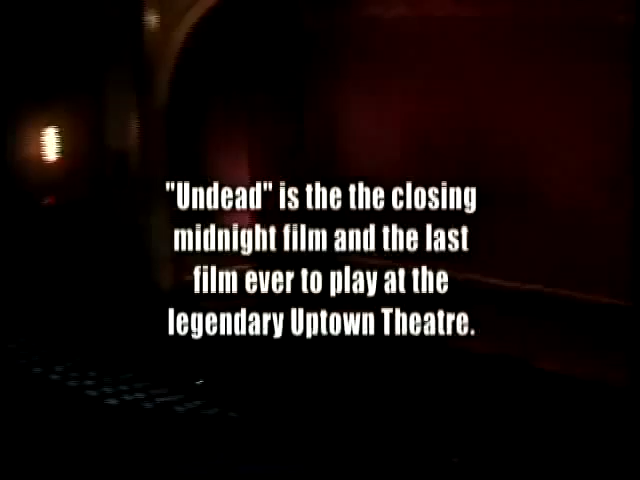 "Undead" is the the closing
midnight film and the last
film ever to play at the
legendary Uptown Theatre.